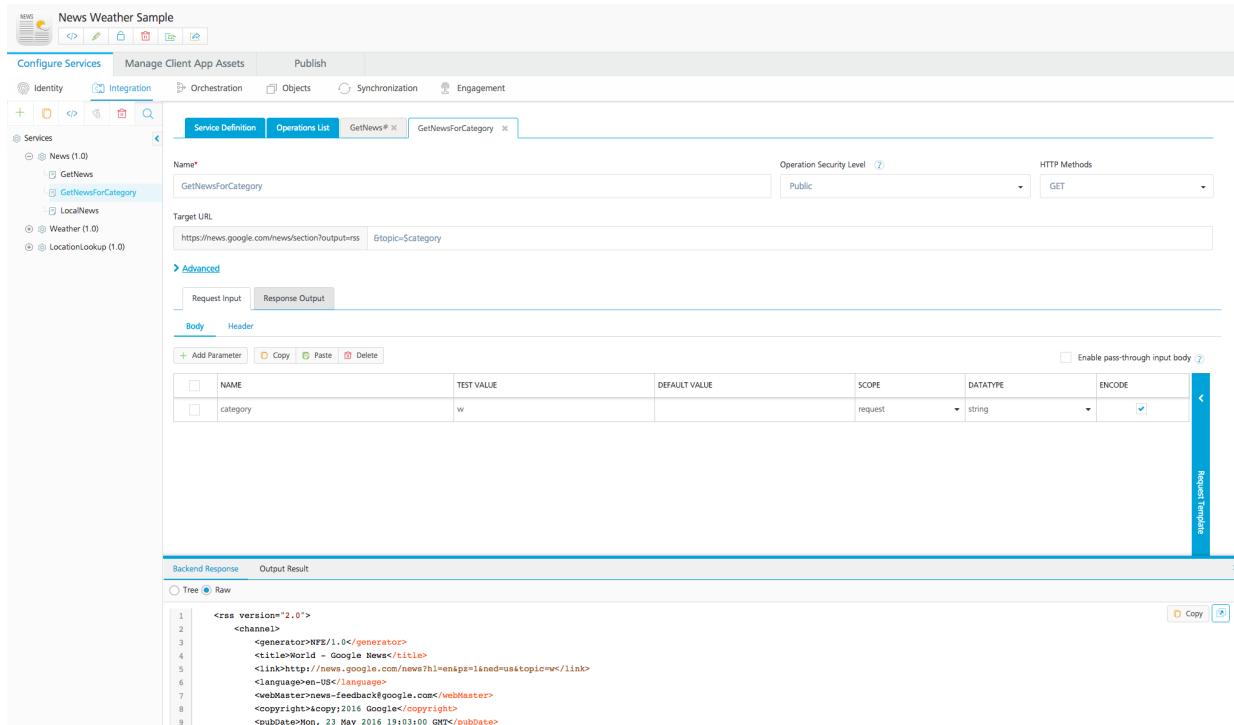 NEWS
News Weather Sample
</>
Configure Services Manage Client App Assets Publish
Identity Integration Orchestration Objects Synchronization Engagement
</>
Services
News (1.0)
GetNews
GetNewsForCategory
LocalNews
Weather (1.0)
LocationLookup (1.0)
Service Definition Operations List GetNews# GetNewsForCategory
Name* Operation Security Level ? HTTP Methods
GetNewsForCategory Public GET
Target URL
https://news.google.com/news/section?output=rss &topic=$category
Advanced
Request Input Response Output
Body Header
+ Add Parameter Copy Paste Delete Enable pass-through input body ?
NAME TEST VALUE DEFAULT VALUE SCOPE DATATYPE ENCODE
category w request string
Request Template
Backend Response Output Result
Tree Raw
Copy
1 <rss version="2.0">
2 <channel>
3 <generator>NFE/1.0</generator>
4 <title>World - Google News</title>
5 <link>http://news.google.com/news?hl=en&pz=1&ned=us&topic=w</link>
6 <language>en-US</language>
7 <webMaster>news-feedback@google.com</webMaster>
8 <copyright>&copy;2016 Google</copyright>
9 <pubDate>Mon, 23 May 2016 19:03:00 GMT</pubDate>